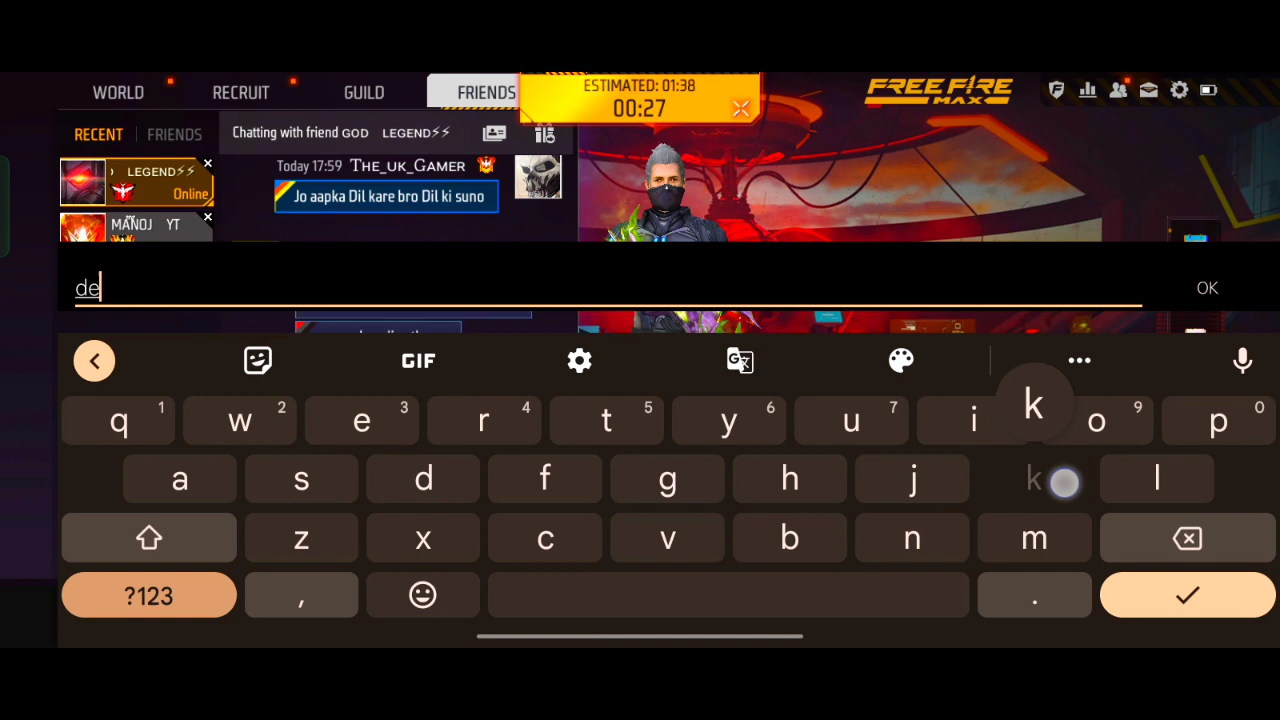 WORLD
RECRUIT
GUILD
FRIENDS
ESTIMATED: 01:38
00:27
FREE FIRE
MAX
RECENT
FRIENDS
Chatting with friend GOD LEGEND⚡⚡
LEGEND⚡⚡
Online
MÃÑOJ YT
Today 17:59 THE_UK_GAMER
Jo aapka Dil kare bro Dil ki suno
de
OK
GIF
q 1 w 2 e 3 r 4 t 5 y 6 u 7 i k o 9 p 0
a s d f g h j k l
z x c v b n m
?123 , .